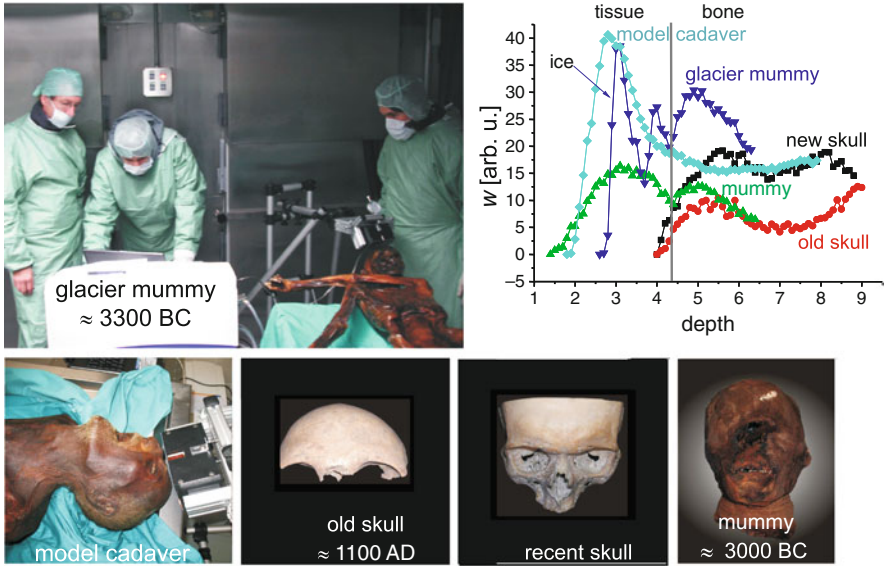 glacier mummy
≈ 3300 BC
tissue
bone
model cadaver
ice
glacier mummy
new skull
mummy
old skull
w [arb. u.]
40
35
30
25
20
15
10
5
0
−5
1 2 3 4 5 6 7 8 9
depth
model cadaver
old skull
≈ 1100 AD
recent skull
mummy
≈ 3000 BC